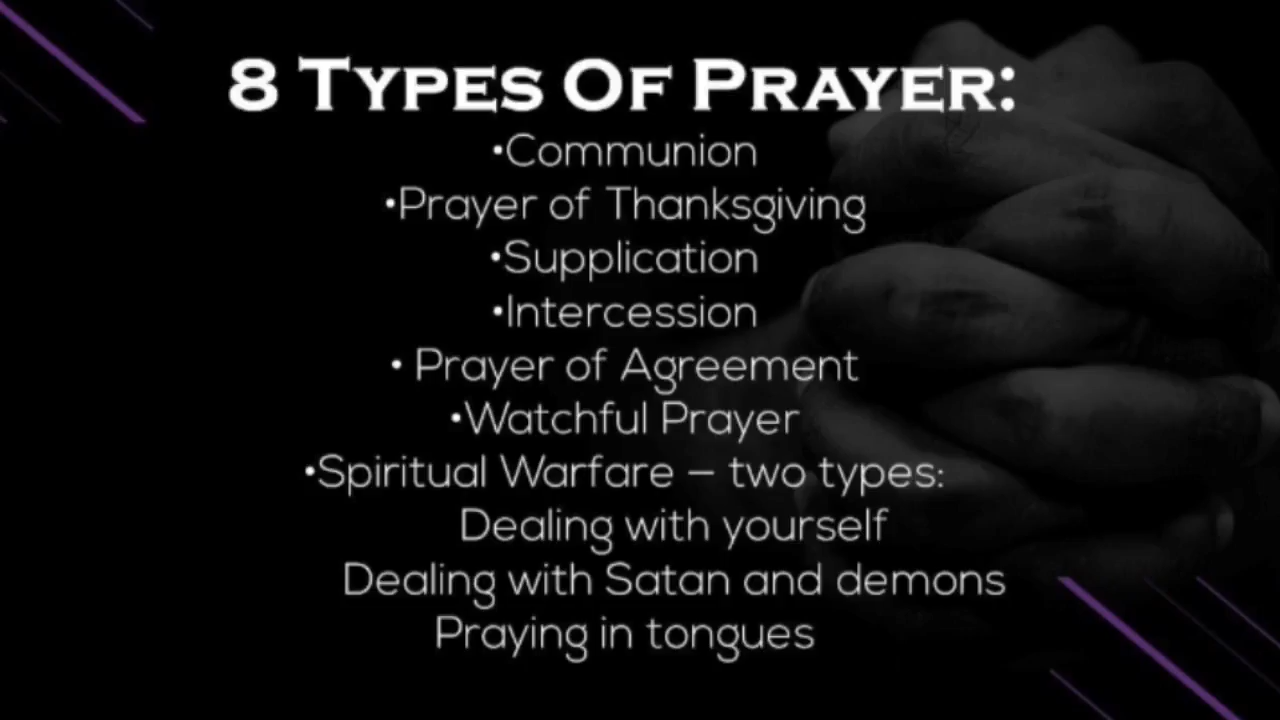 8 Types Of Prayer:
•Communion
•Prayer of Thanksgiving
•Supplication
•Intercession
• Prayer of Agreement
•Watchful Prayer
•Spiritual Warfare – two types:
Dealing with yourself
Dealing with Satan and demons
Praying in tongues